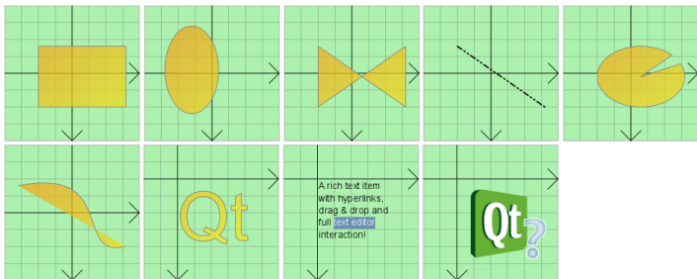 Qt
A rich text item
with hyperlinks,
drag & drop and
full text editor
interaction!
Qt
?